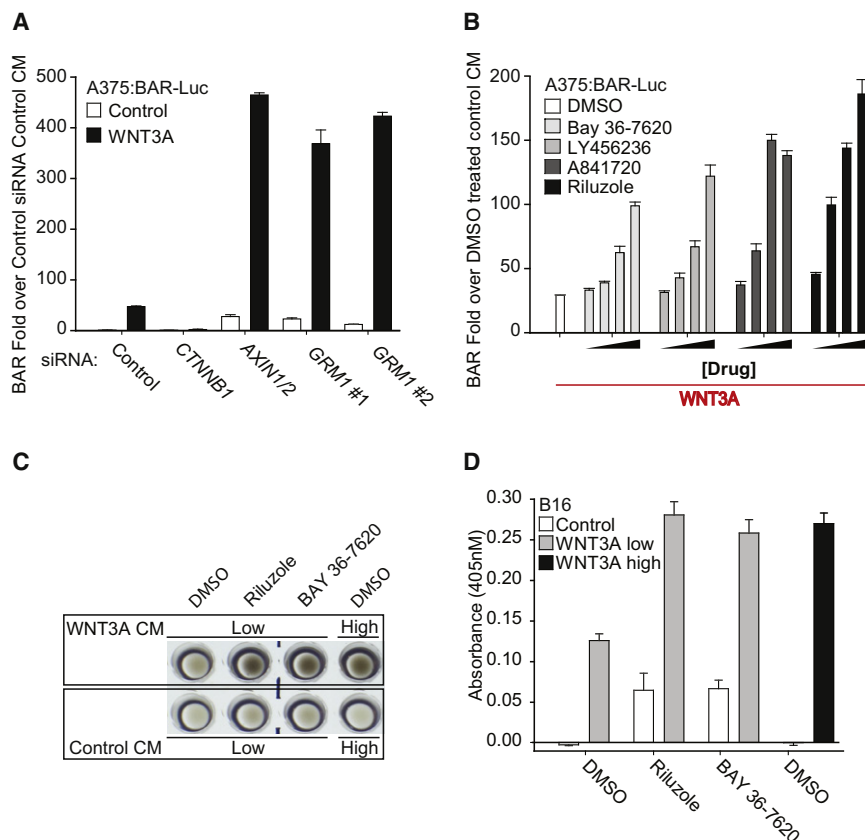 A
BAR Fold over Control siRNA Control CM
500
400
300
200
100
50
0
A375:BAR-Luc
Control
WNT3A
siRNA:
Control
CTNNB1
AXIN1/2
GRM1 #1
GRM1 #2
B
BAR Fold over DMSO treated control CM
200
150
100
50
0
A375:BAR-Luc
DMSO
Bay 36-7620
LY456236
A841720
Riluzole
[Drug]
WNT3A
C
DMSO
Riluzole
BAY 36-7620
DMSO
WNT3A CM
Low
High
Control CM
Low
High
D
Absorbance (405nM)
0.30
0.25
0.20
0.15
0.10
0.05
0.00
B16
Control
WNT3A low
WNT3A high
DMSO
Riluzole
BAY 36-7620
DMSO